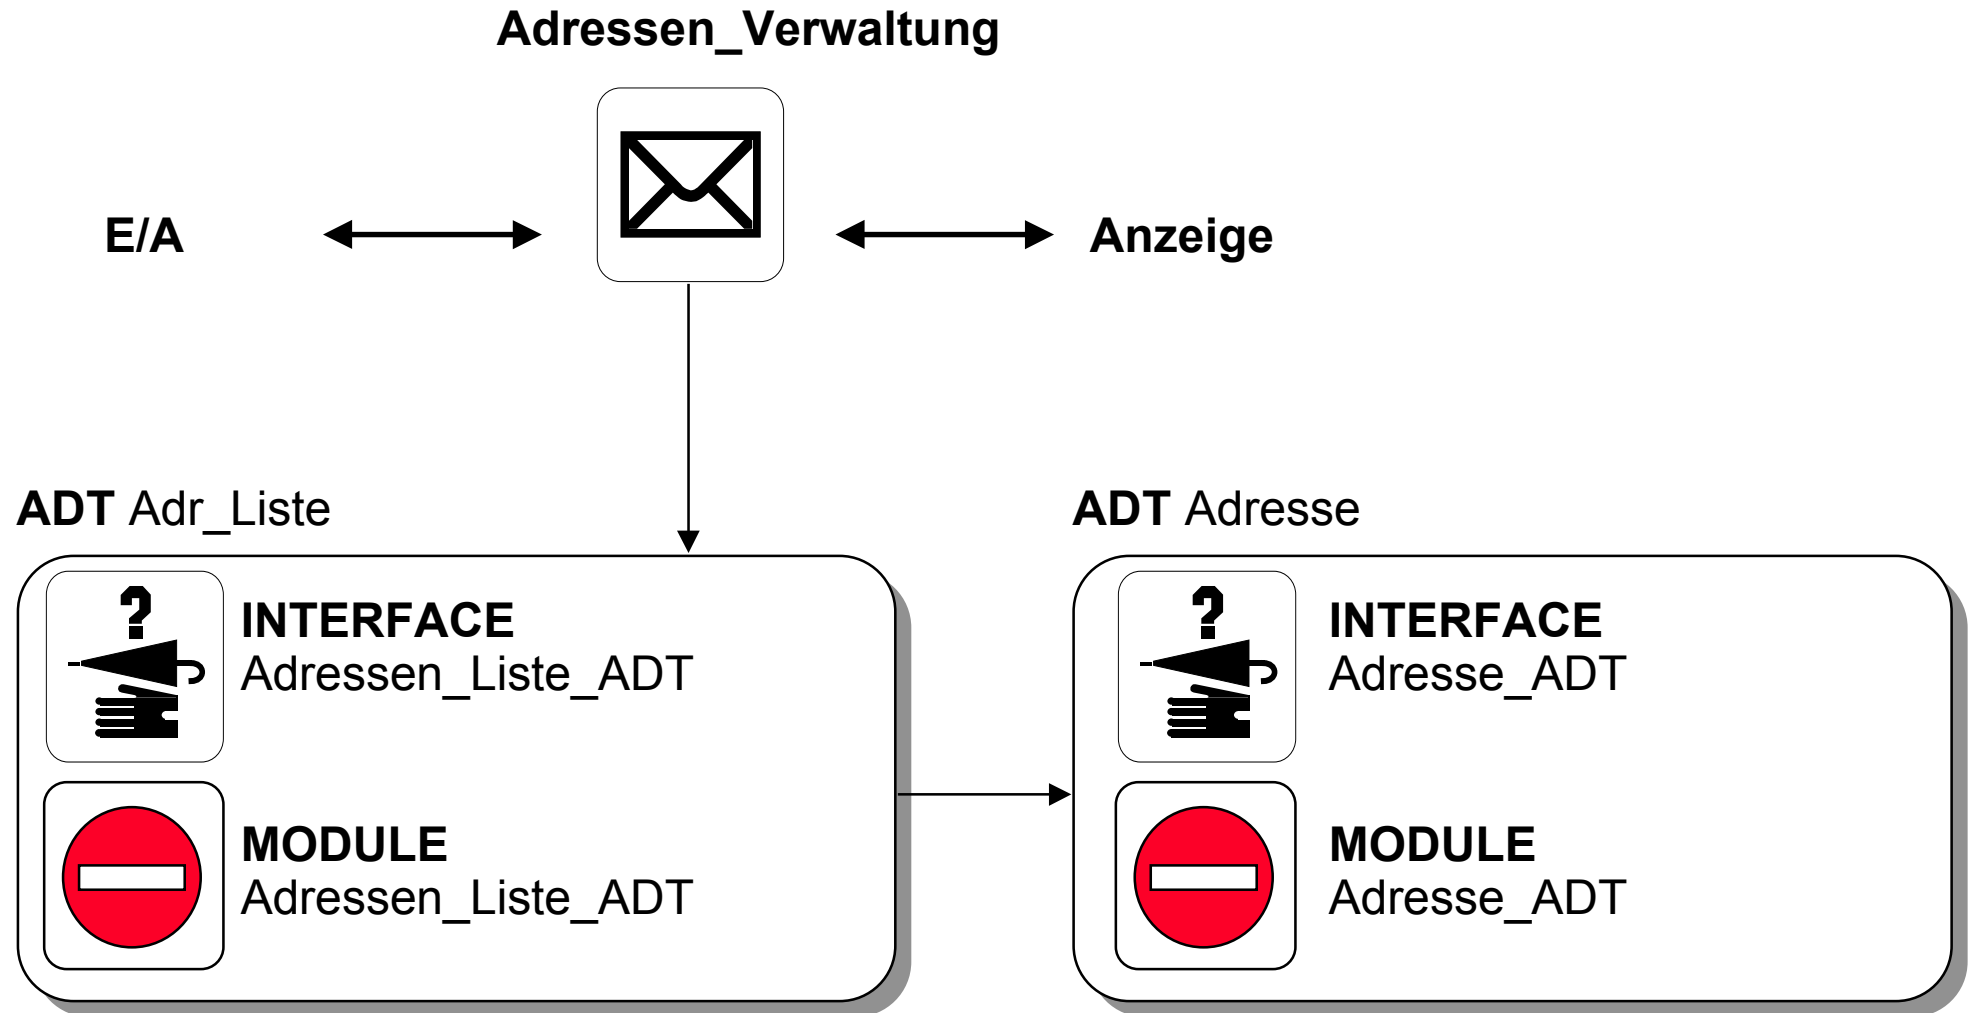 Adressen_Verwaltung
E/A
Anzeige
ADT Adr_Liste
ADT Adresse
?
INTERFACE
Adressen_Liste_ADT
MODULE
Adressen_Liste_ADT
?
INTERFACE
Adresse_ADT
MODULE
Adresse_ADT